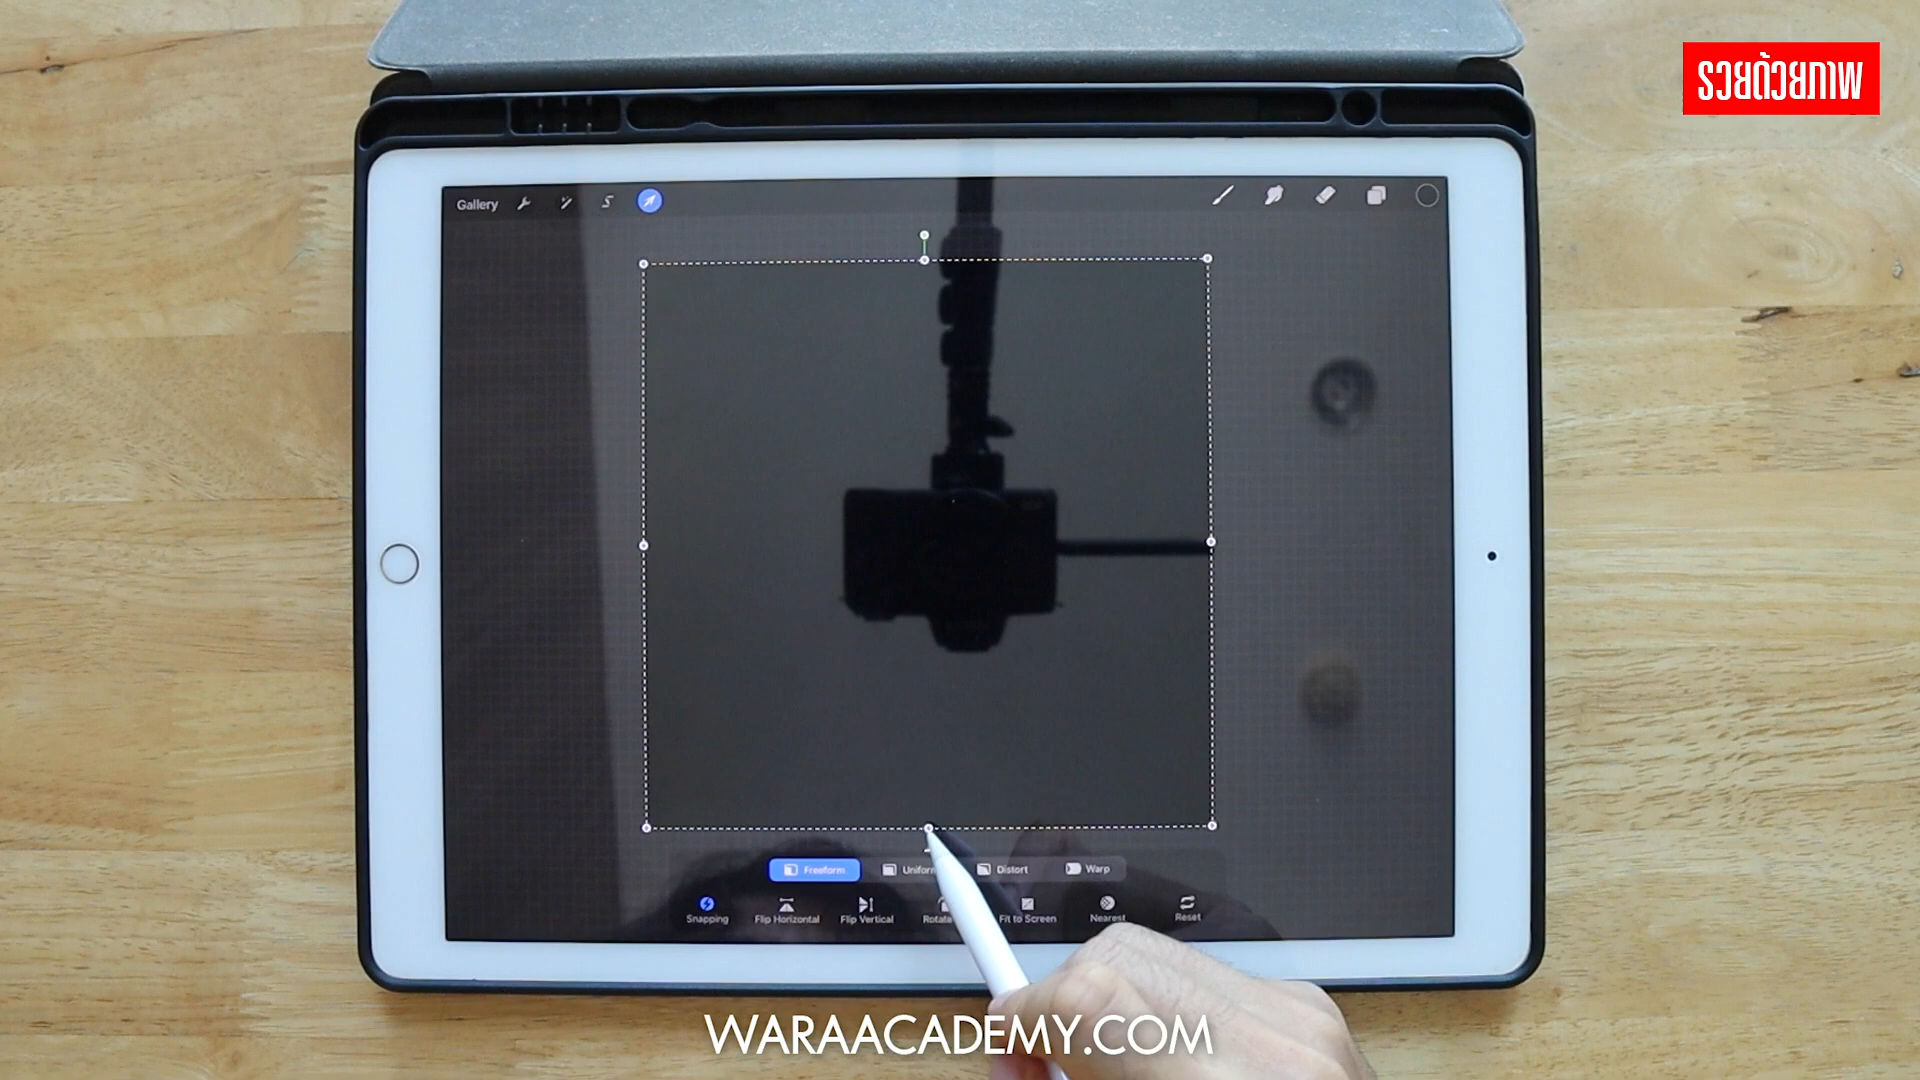 รวยด้วยภาพ
Gallery
Freeform
Distort
Warp
Snapping
Flip Horizontal
Flip Vertical
Fit to Screen
Nearest
Reset
WARAACADEMY.COM